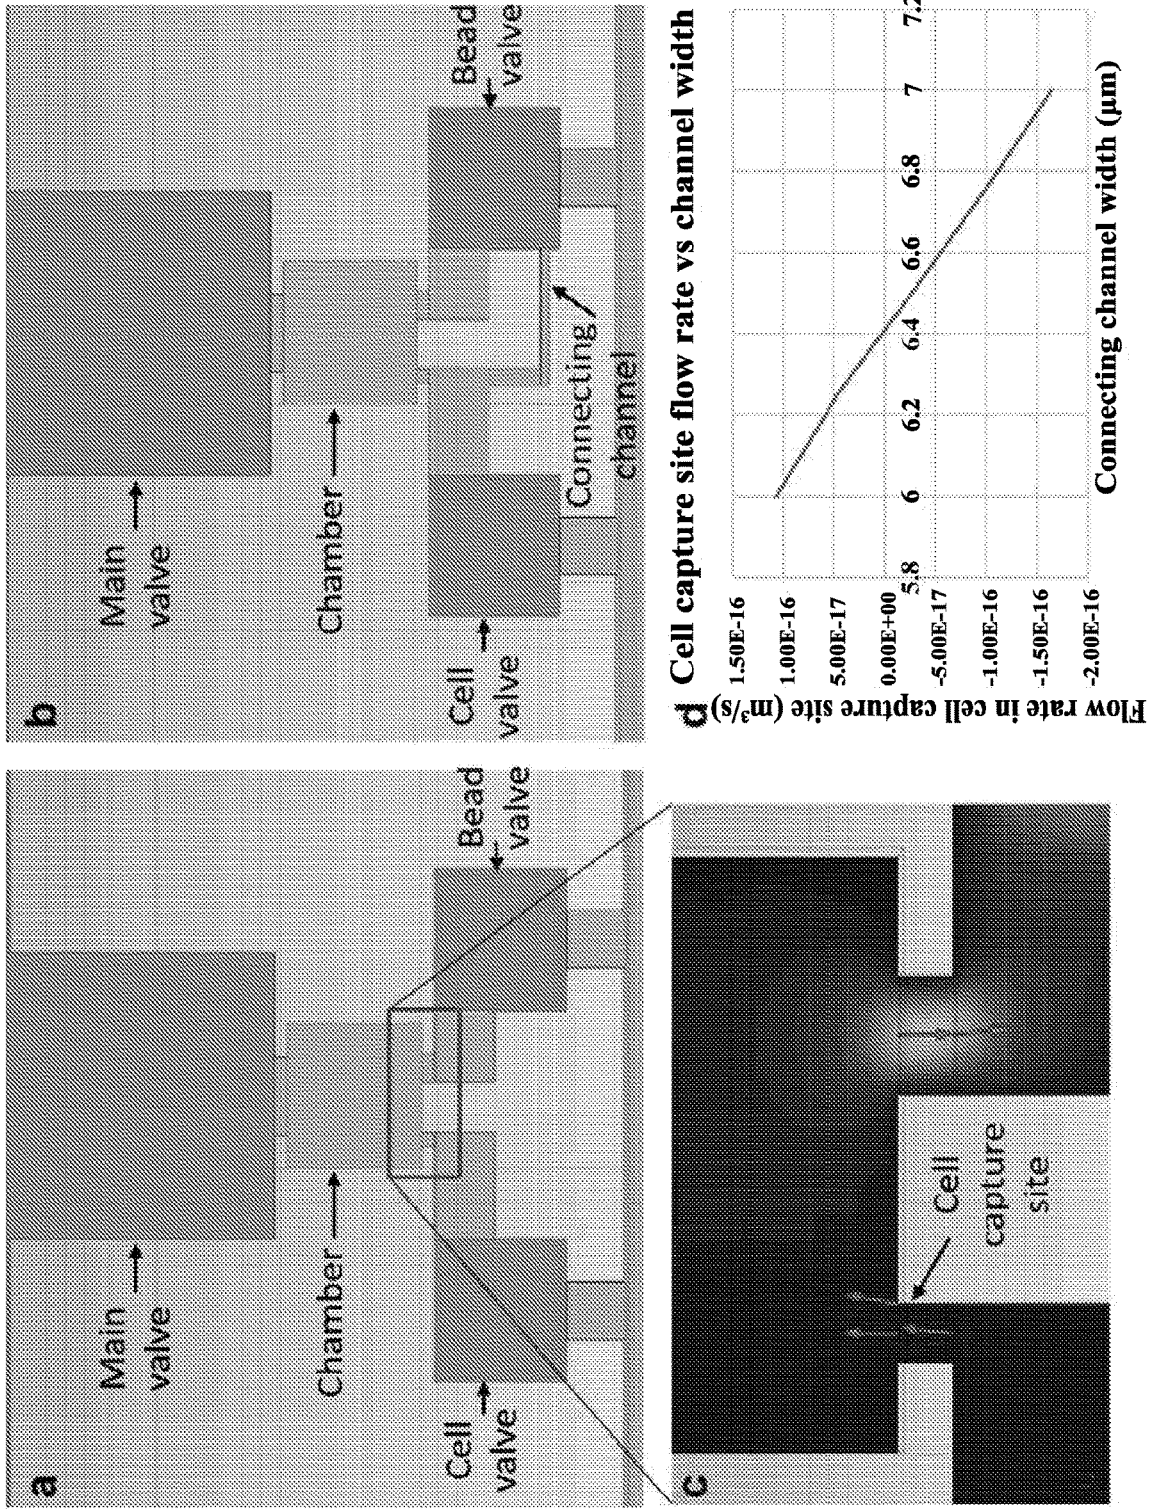 a
Main
valve
Chamber
Cell
valve
Bead
valve
b
Main
valve
Chamber
Cell
valve
Bead
valve
Connecting
channel
c
Cell
capture
site
d
Cell capture site flow rate vs channel width
Flow rate in cell capture site (m³/s)
1.50E-16
1.00E-16
5.00E-17
0.00E+00
-5.00E-17
-1.00E-16
-1.50E-16
-2.00E-16
5.8
6
6.2
6.4
6.6
6.8
7
7.2
Connecting channel width (μm)